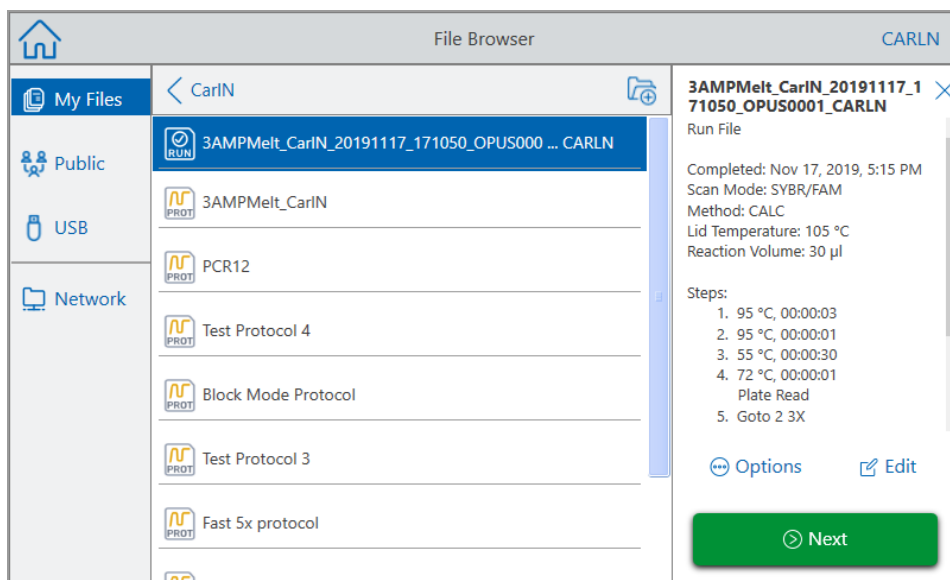 File Browser
CARLN
My Files
Public
USB
Network
CarIN
RUN
3AMPMelt_CarIN_20191117_171050_OPUS000 ... CARLN
PROT
3AMPMelt_CarIN
PROT
PCR12
PROT
Test Protocol 4
PROT
Block Mode Protocol
PROT
Test Protocol 3
PROT
Fast 5x protocol
3AMPMelt_CarIN_20191117_1
71050_OPUS0001_CARLN
Run File
Completed: Nov 17, 2019, 5:15 PM
Scan Mode: SYBR/FAM
Method: CALC
Lid Temperature: 105 °C
Reaction Volume: 30 µl
Steps:
1. 95 °C, 00:00:03
2. 95 °C, 00:00:01
3. 55 °C, 00:00:30
4. 72 °C, 00:00:01
Plate Read
5. Goto 2 3X
Options
Edit
Next